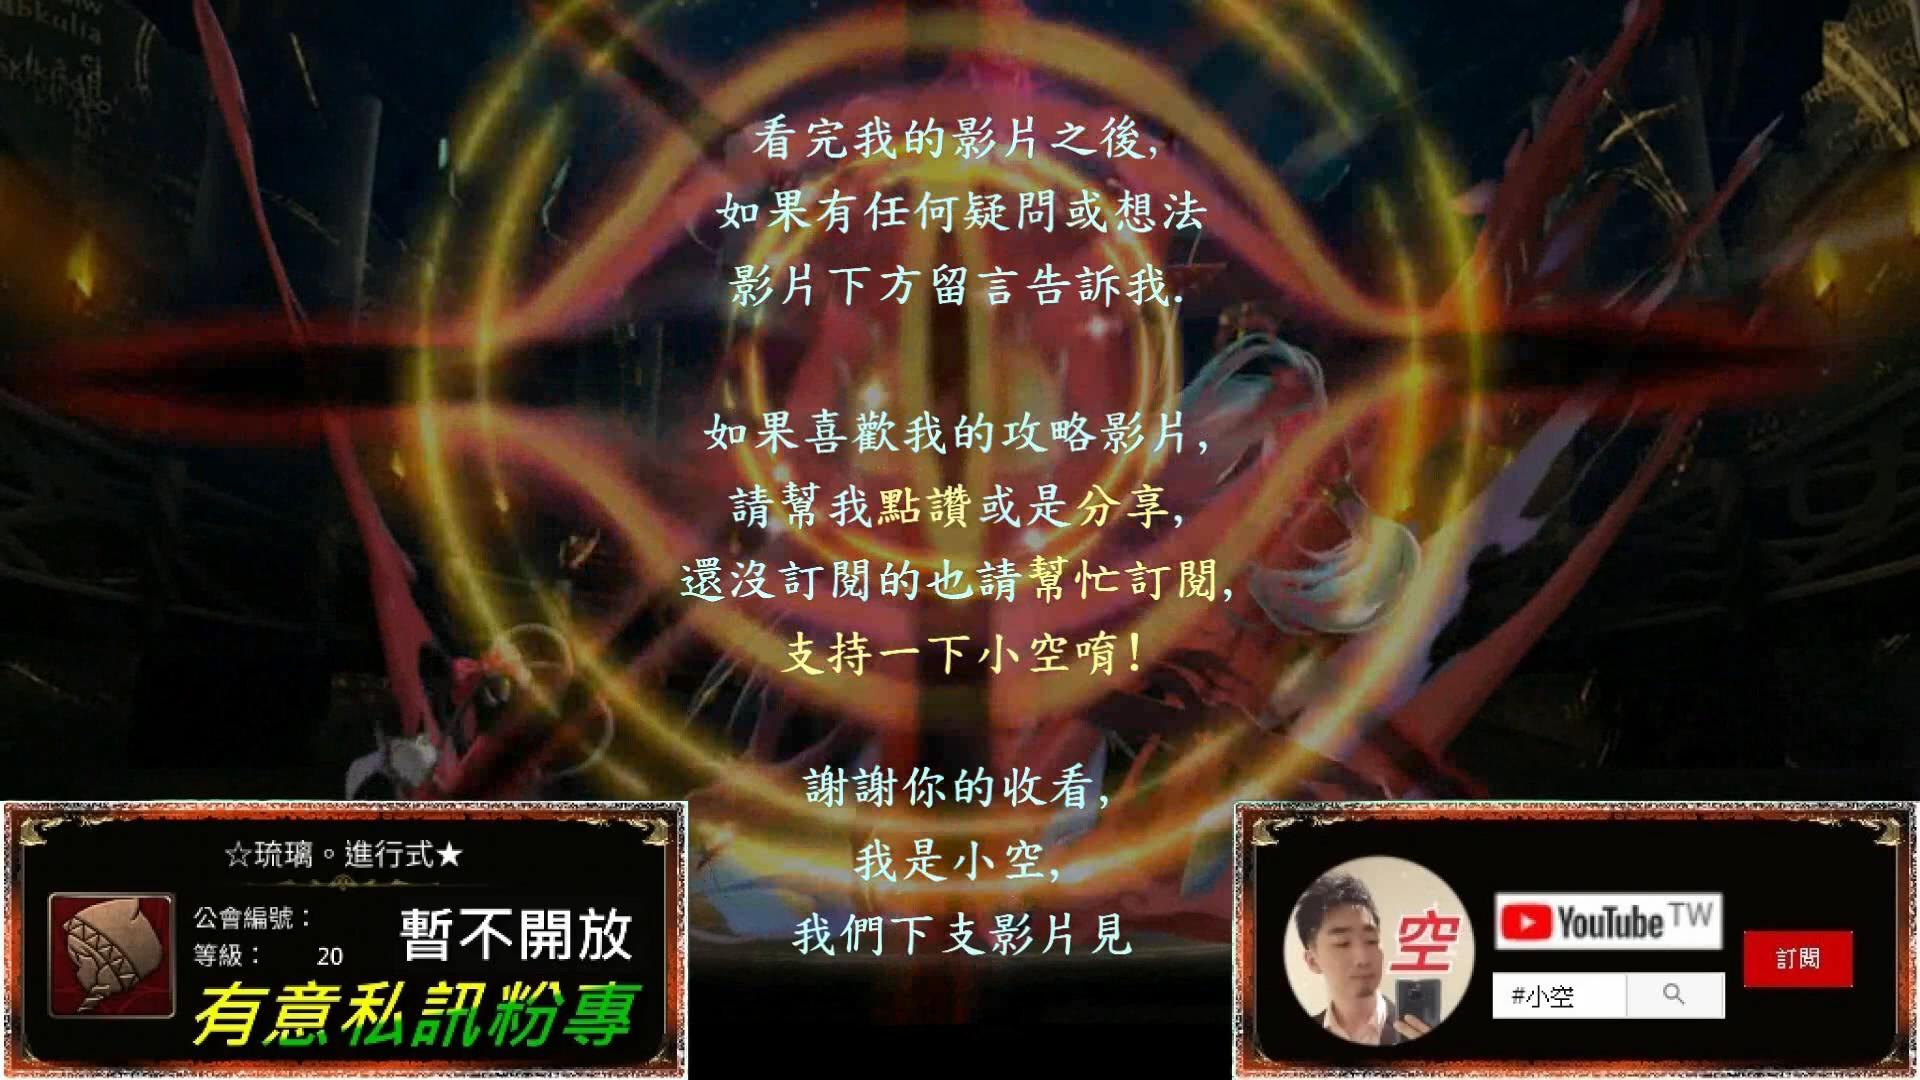 看完我的影片之後,
如果有任何疑問或想法
影片下方留言告訴我.
如果喜歡我的攻略影片,
請幫我點讚或是分享,
還沒訂閱的也請幫忙訂閱,
支持一下小空唷!
謝謝你的收看,
我是小空,
我們下支影片見
☆琉璃。進行式★
公會編號：
暫不開放
等級： 20
有意私訊粉專
空
YouTube TW
#小空
訂閱